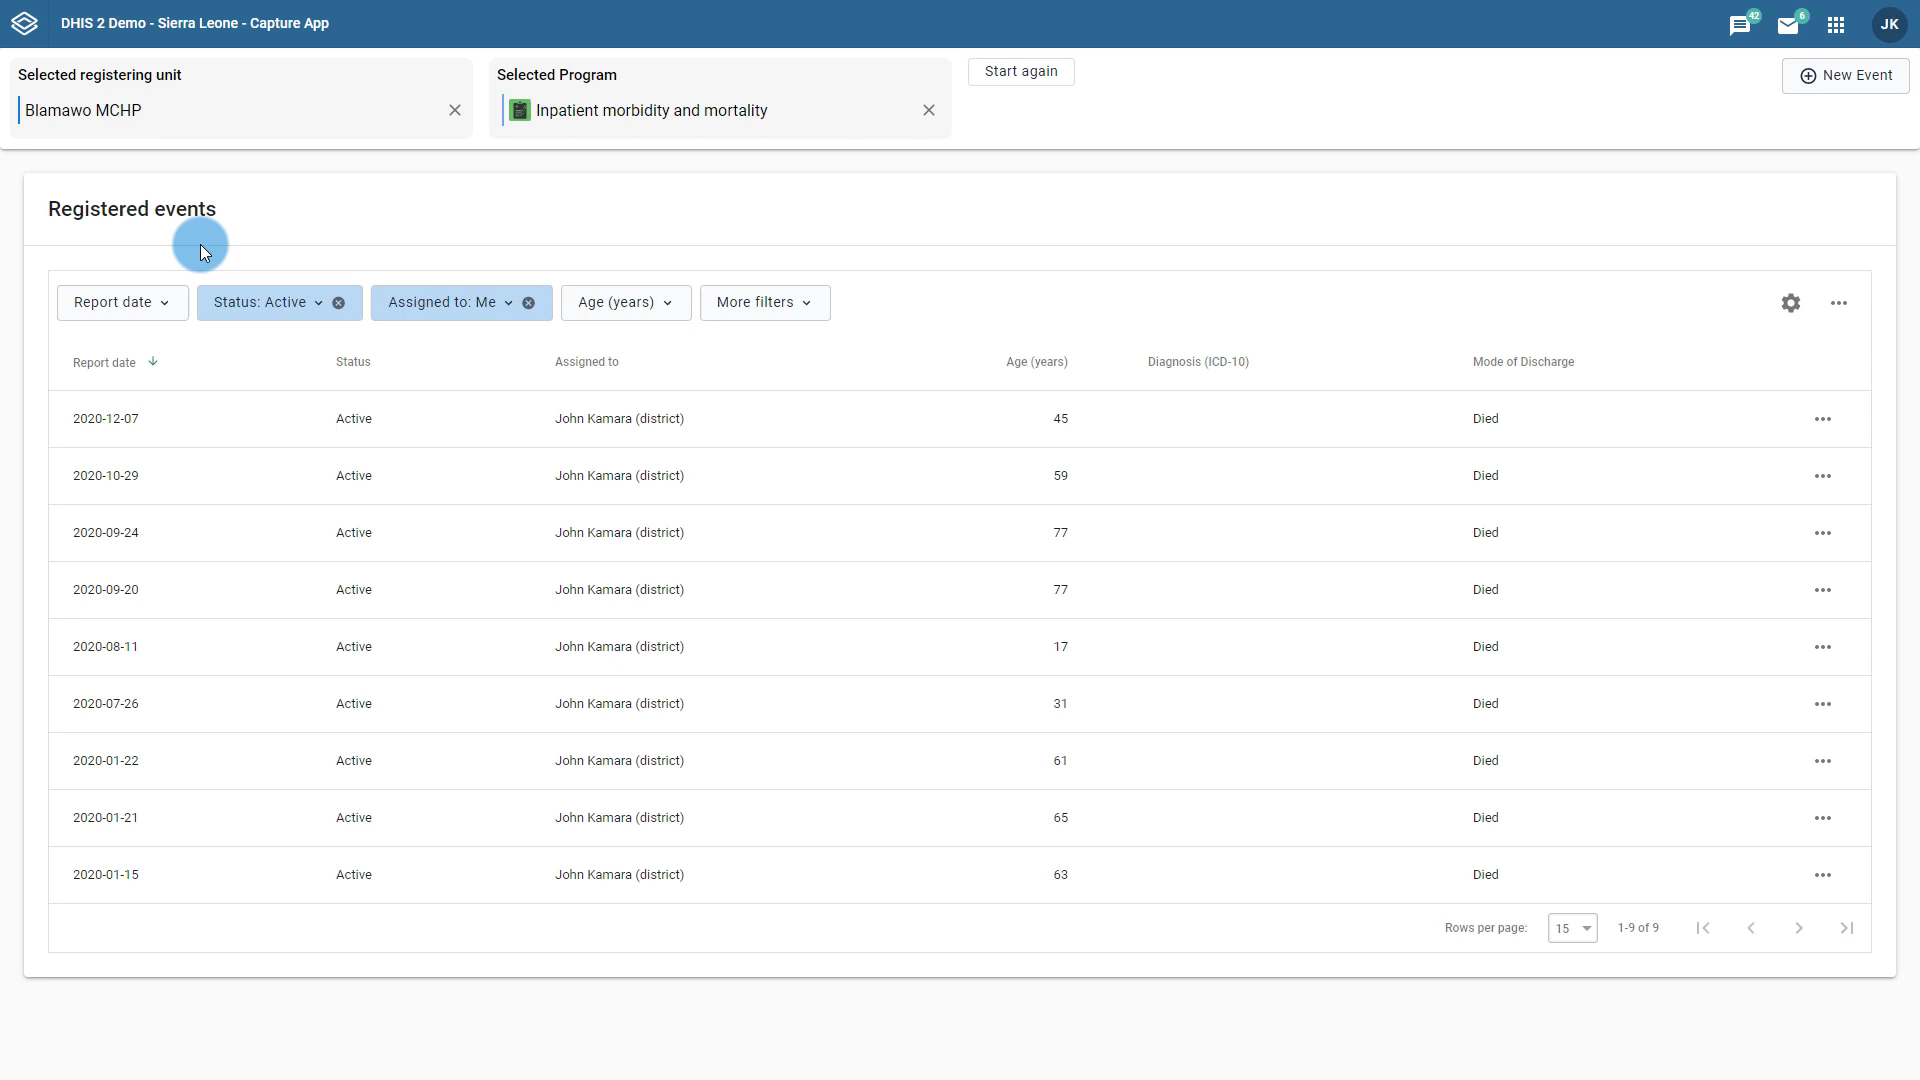 DHIS 2 Demo - Sierra Leone - Capture App
42
6
JK
Selected registering unit
Blamawo MCHP
Selected Program
Inpatient morbidity and mortality
Start again
New Event
Registered events
Report date
Status: Active
Assigned to: Me
Age (years)
More filters
Report date Status Assigned to Age (years) Diagnosis (ICD-10) Mode of Discharge
2020-12-07 Active John Kamara (district) 45 Died
2020-10-29 Active John Kamara (district) 59 Died
2020-09-24 Active John Kamara (district) 77 Died
2020-09-20 Active John Kamara (district) 77 Died
2020-08-11 Active John Kamara (district) 17 Died
2020-07-26 Active John Kamara (district) 31 Died
2020-01-22 Active John Kamara (district) 61 Died
2020-01-21 Active John Kamara (district) 65 Died
2020-01-15 Active John Kamara (district) 63 Died
Rows per page: 15 1-9 of 9